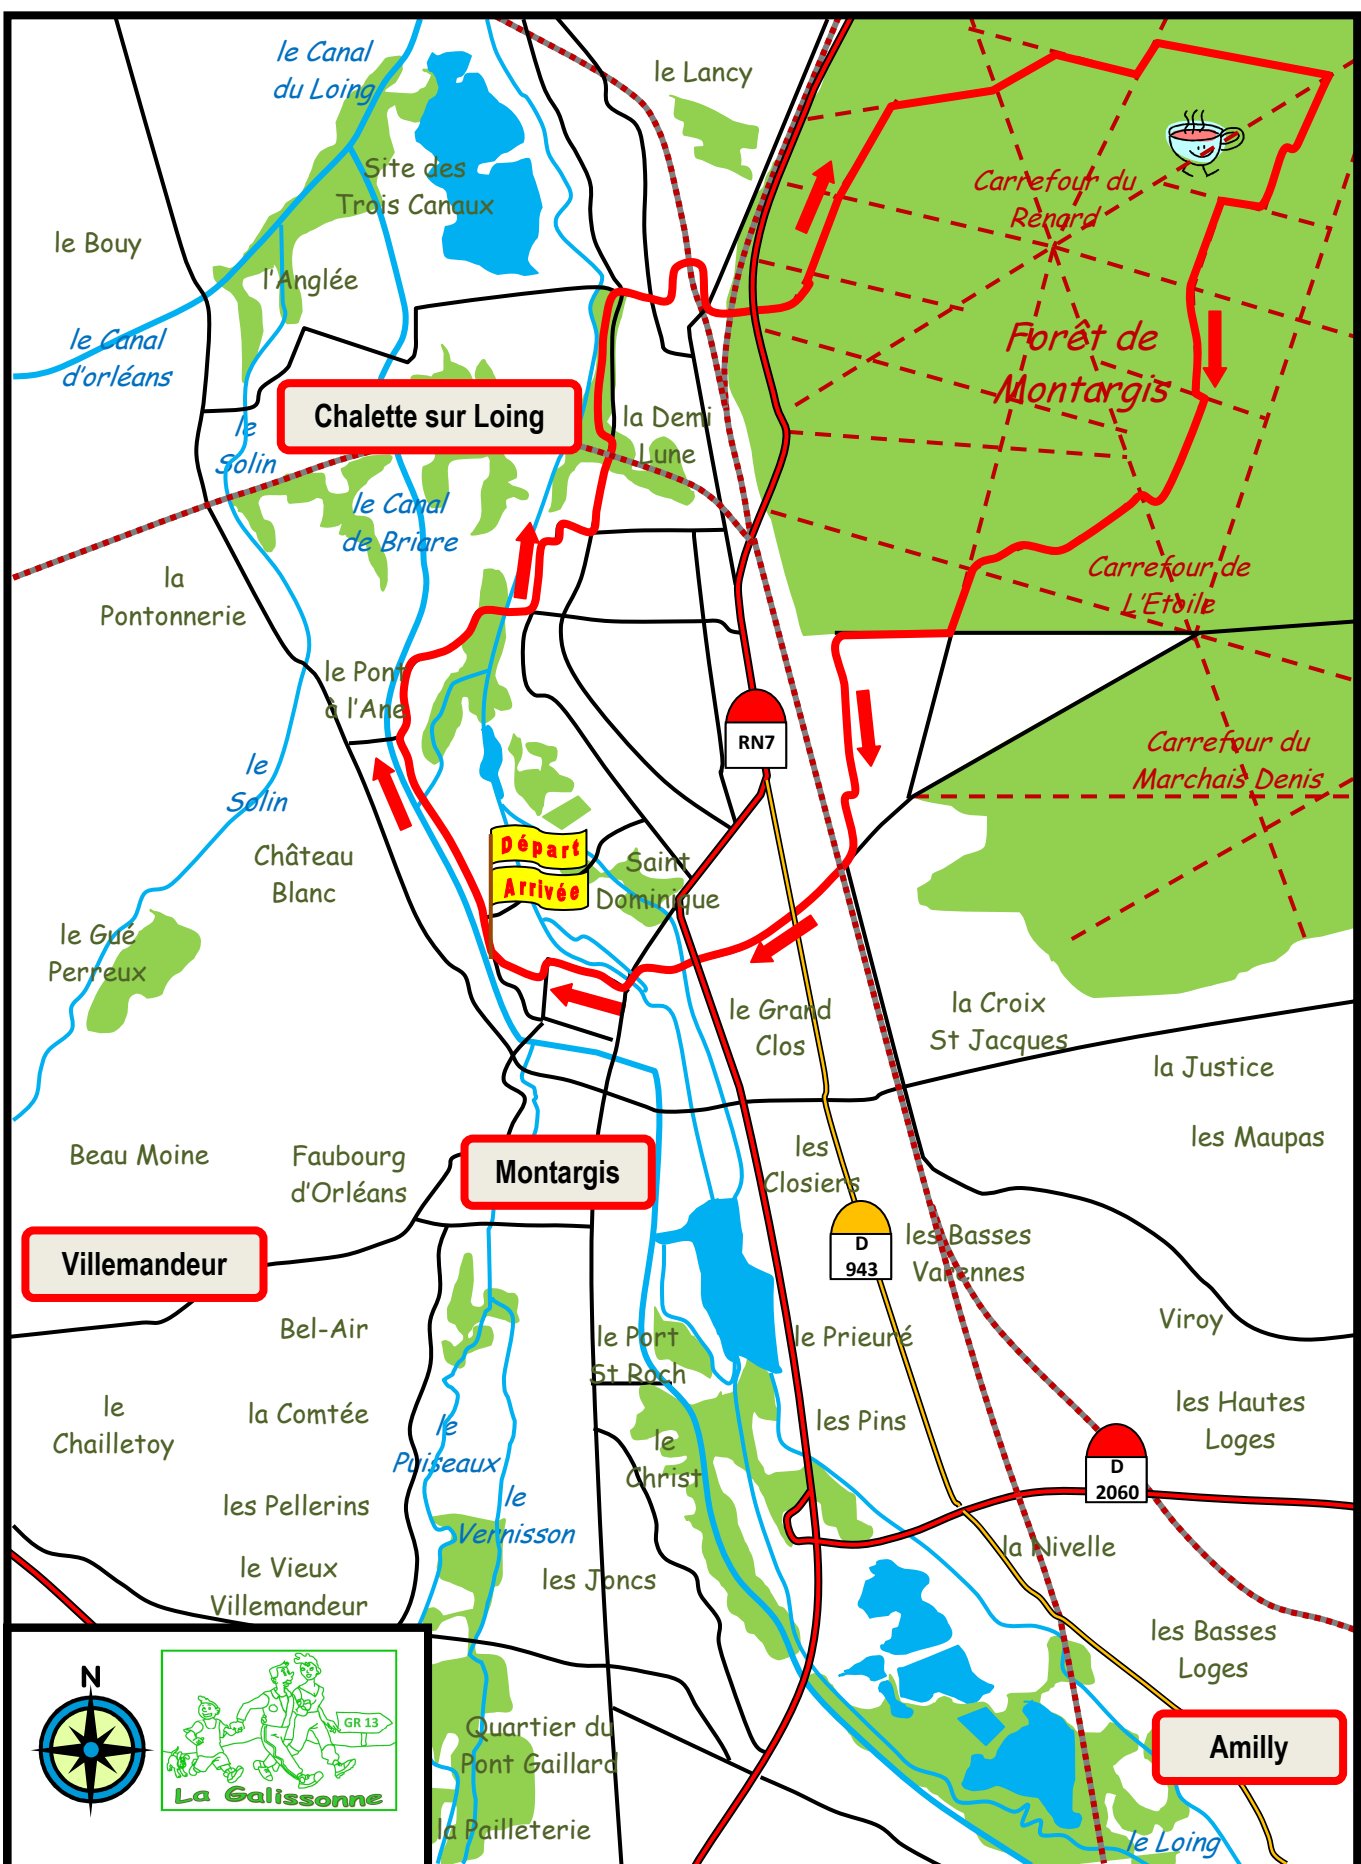 le Canal
du Loing
le Lancy
Site des
Trois Canaux
Carrefour du
Renard
le Bouy
l'Anglée
le Canal
d'orléans
Forêt de
Montargis
Chalette sur Loing
la Demi
Lune
le
Solin
le Canal
de Briare
la
Pontonnerie
Carrefour de
L'Etoile
le Pont
à l'Ane
RN7
Carrefour du
Marchais Denis
le
Solin
Château
Blanc
Départ
Arrivée
Saint
Dominique
le Gué
Perreux
le Grand
Clos
la Croix
St Jacques
la Justice
les Maupas
Beau Moine
Faubourg
d'Orléans
Montargis
les
Closiers
Villemandeur
D
943
les Basses
Varennes
Bel-Air
le Port
St Roch
le Prieuré
Viroy
le
Chailletoy
la Comtée
le
Puiseaux
le
Christ
les Pins
les Hautes
Loges
D
2060
les Pellerins
le
Vernisson
la Nivelle
le Vieux
Villemandeur
les Joncs
les Basses
Loges
N
GR 13
La Galissonne
Quartier du
Pont Gaillard
Amilly
la Pailleterie
le Loing